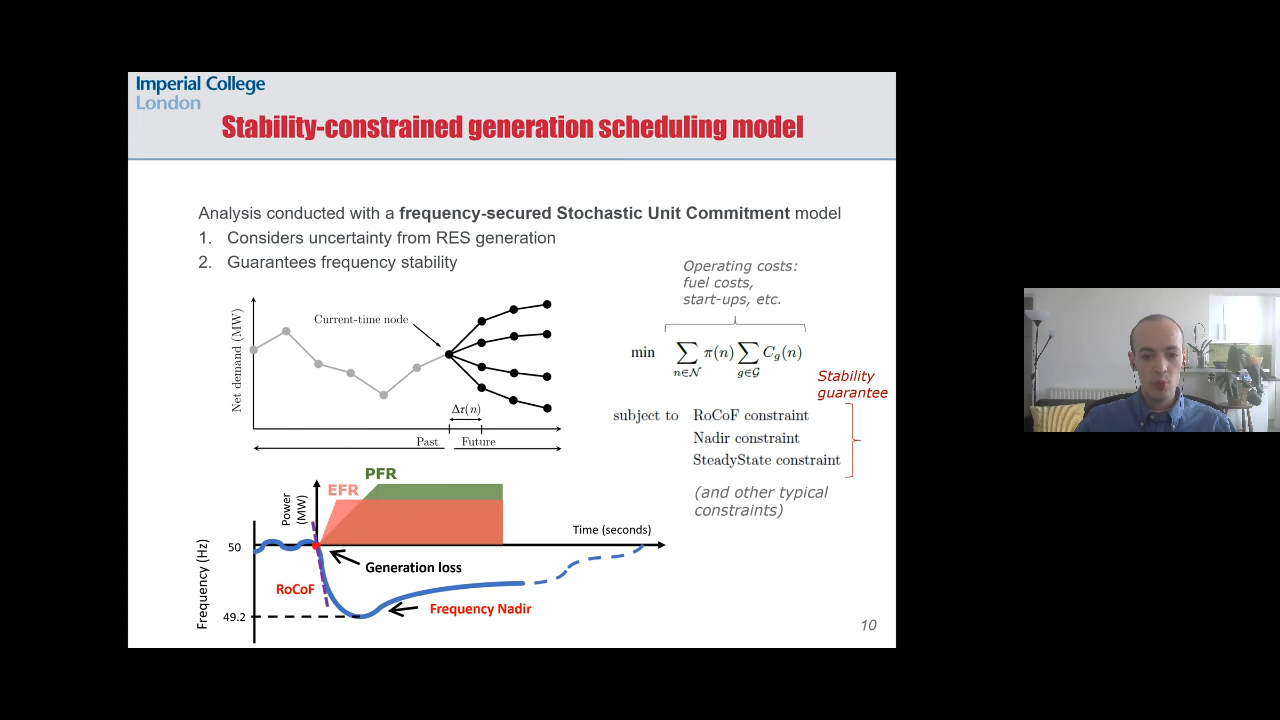 Imperial College
London
Stability-constrained generation scheduling model
Analysis conducted with a frequency-secured Stochastic Unit Commitment model
1. Considers uncertainty from RES generation
2. Guarantees frequency stability
Operating costs:
fuel costs,
start-ups, etc.
min ∑ π(n) ∑ C_g(n)
n∈𝒩 g∈𝒢
Stability
guarantee
subject to RoCoF constraint
Nadir constraint
SteadyState constraint
(and other typical
constraints)
Net demand (MW)
Current-time node
Δτ(n)
Past Future
PFR
EFR
Power
(MW)
Time (seconds)
Frequency (Hz)
50
Generation loss
RoCoF
Frequency Nadir
49.2
10